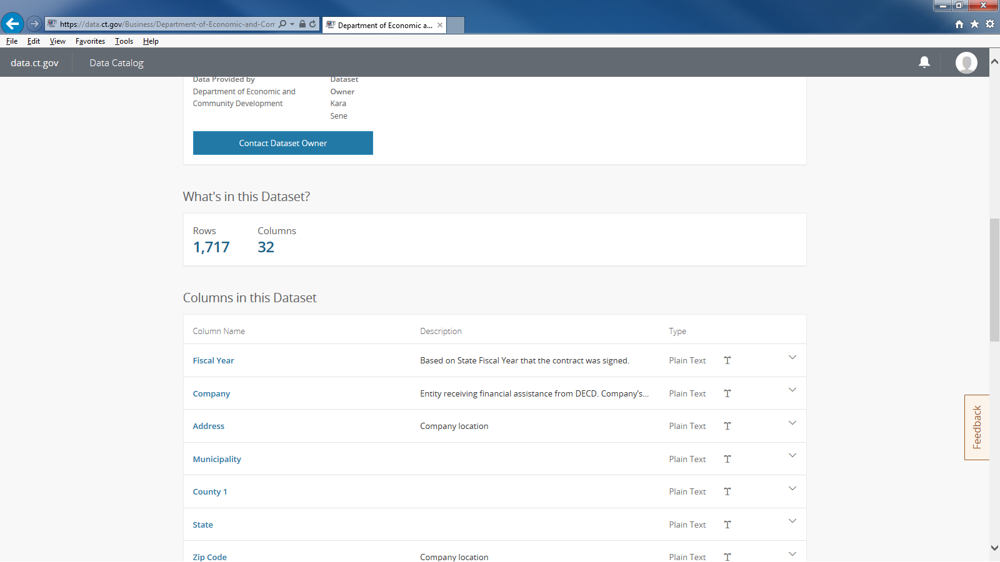 https://data.ct.gov/Business/Department-of-Economic-and-Com
Department of Economic a...
File Edit View Favorites Tools Help
data.ct.gov Data Catalog
Data Provided by
Department of Economic and
Community Development
Dataset
Owner
Kara
Sene
Contact Dataset Owner
What's in this Dataset?
Rows Columns
1,717 32
Columns in this Dataset
Column Name Description Type
Fiscal Year Based on State Fiscal Year that the contract was signed. Plain Text T
Company Entity receiving financial assistance from DECD. Company’s... Plain Text T
Address Company location Plain Text T
Municipality Plain Text T
County 1 Plain Text T
State Plain Text T
Zip Code Company location Plain Text T
Feedback